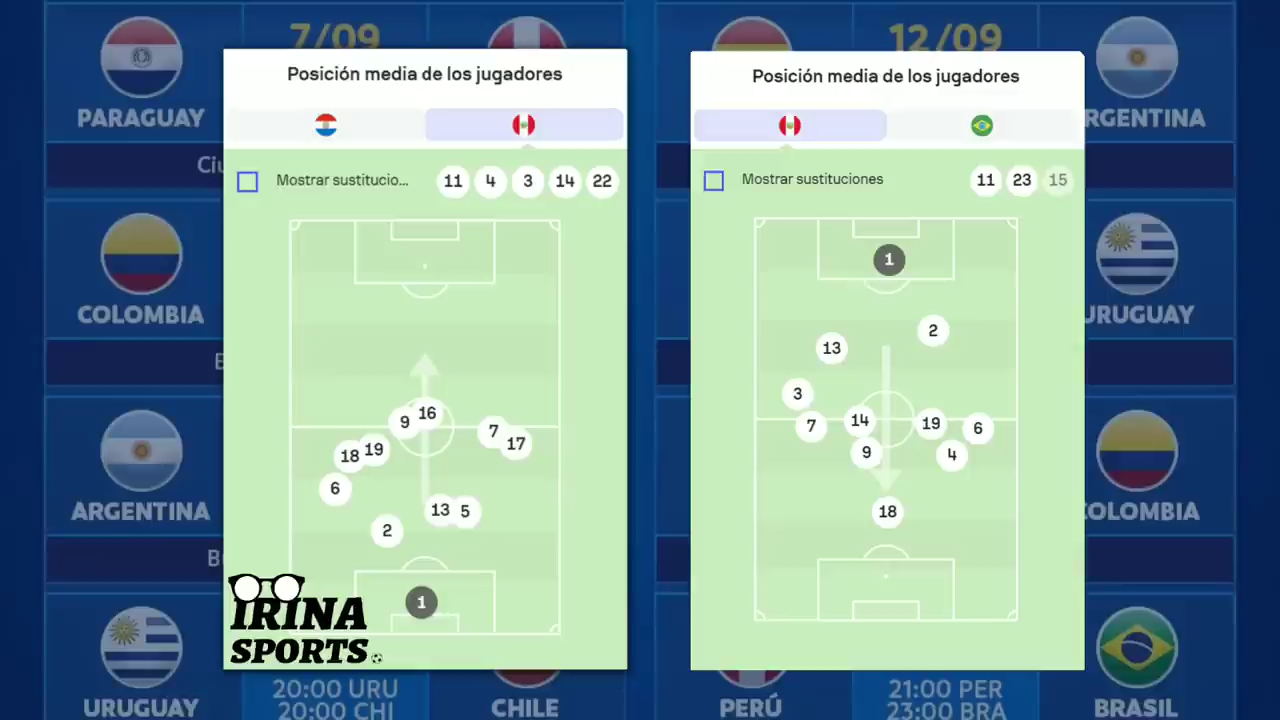 7/09
12/09
PARAGUAY
RGENTINA
Ciu
COLOMBIA
URUGUAY
B
ARGENTINA
COLOMBIA
B
URUGUAY
20:00 URU
20:00 CHI
CHILE
PERÚ
21:00 PER
23:00 BRA
BRASIL
Posición media de los jugadores
Mostrar sustitucio...
11 4 3 14 22
16
9
7
17
19
18
6
13 5
2
1
IRINA
SPORTS.
Posición media de los jugadores
Mostrar sustituciones
11 23 15
1
2
13
3
14
19
7
6
9
4
18